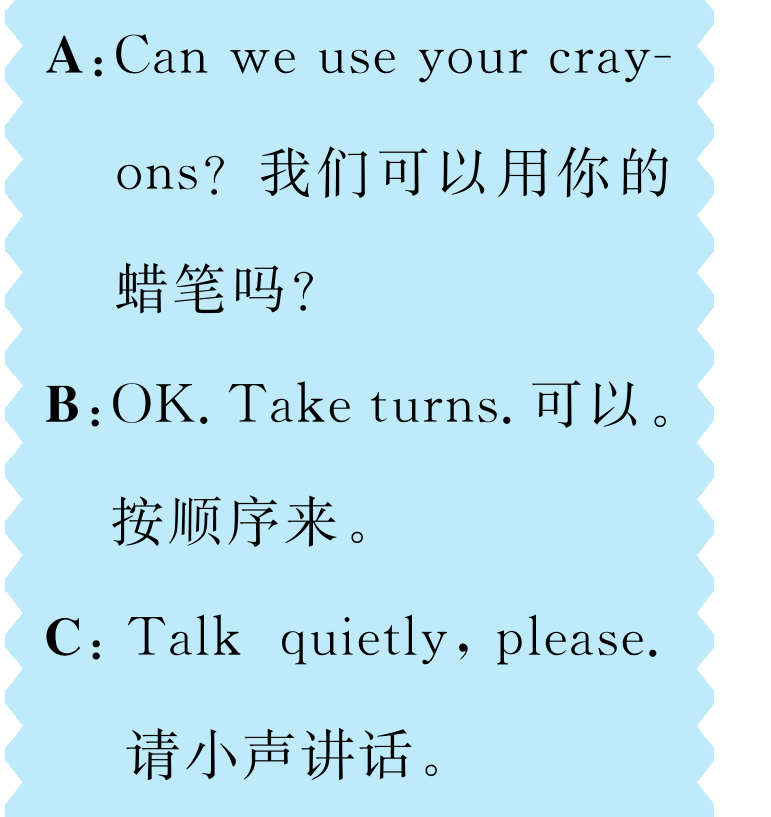 A:Can we use your cray-
ons? 我们可以用你的
蜡笔吗?
B:OK. Take turns. 可以。
按顺序来。
C: Talk quietly, please.
请小声讲话。